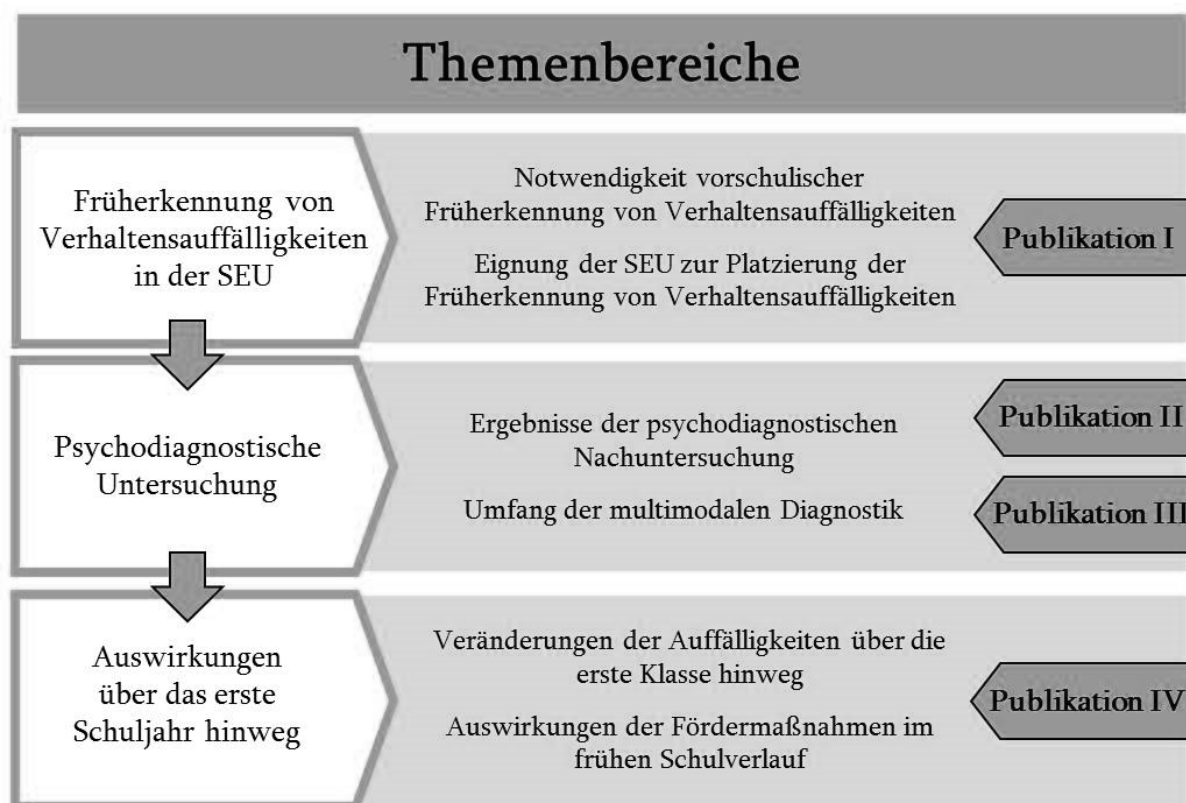 Themenbereiche
Früherkennung von
Verhaltensauffälligkeiten
in der SEU
Notwendigkeit vorschulischer
Früherkennung von Verhaltensauffälligkeiten
Eignung der SEU zur Platzierung der
Früherkennung von Verhaltensauffälligkeiten
Publikation I
Psychodiagnostische
Untersuchung
Ergebnisse der psychodiagnostischen
Nachuntersuchung
Umfang der multimodalen Diagnostik
Publikation II
Publikation III
Auswirkungen
über das erste
Schuljahr hinweg
Veränderungen der Auffälligkeiten über die
erste Klasse hinweg
Auswirkungen der Fördermaßnahmen im
frühen Schulverlauf
Publikation IV